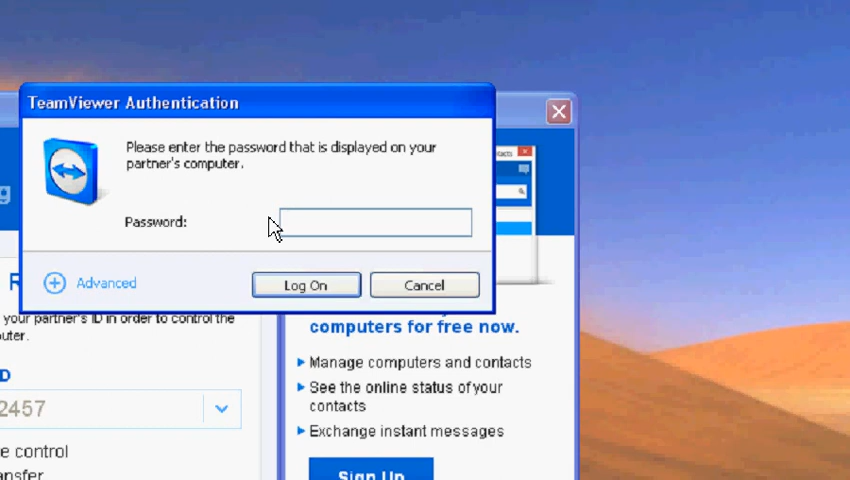 TeamViewer Authentication
Please enter the password that is displayed on your
partner's computer.
Password:
Advanced
Log On
Cancel
g
R
your partner's ID in order to control the
puter.
D
2457
e control
ansfer
computers for free now.
Manage computers and contacts
See the online status of your
contacts
Exchange instant messages
Sign Up